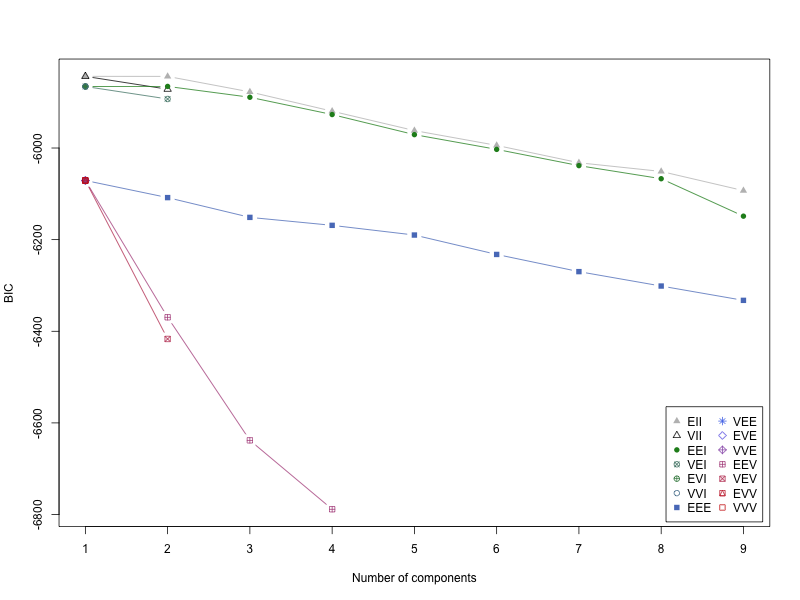 BIC
-6000
-6200
-6400
-6600
-6800
1 2 3 4 5 6 7 8 9
Number of components
EII VEE
VII EVE
EEI VVE
VEI EEV
EVI VEV
VVI EVV
EEE VVV